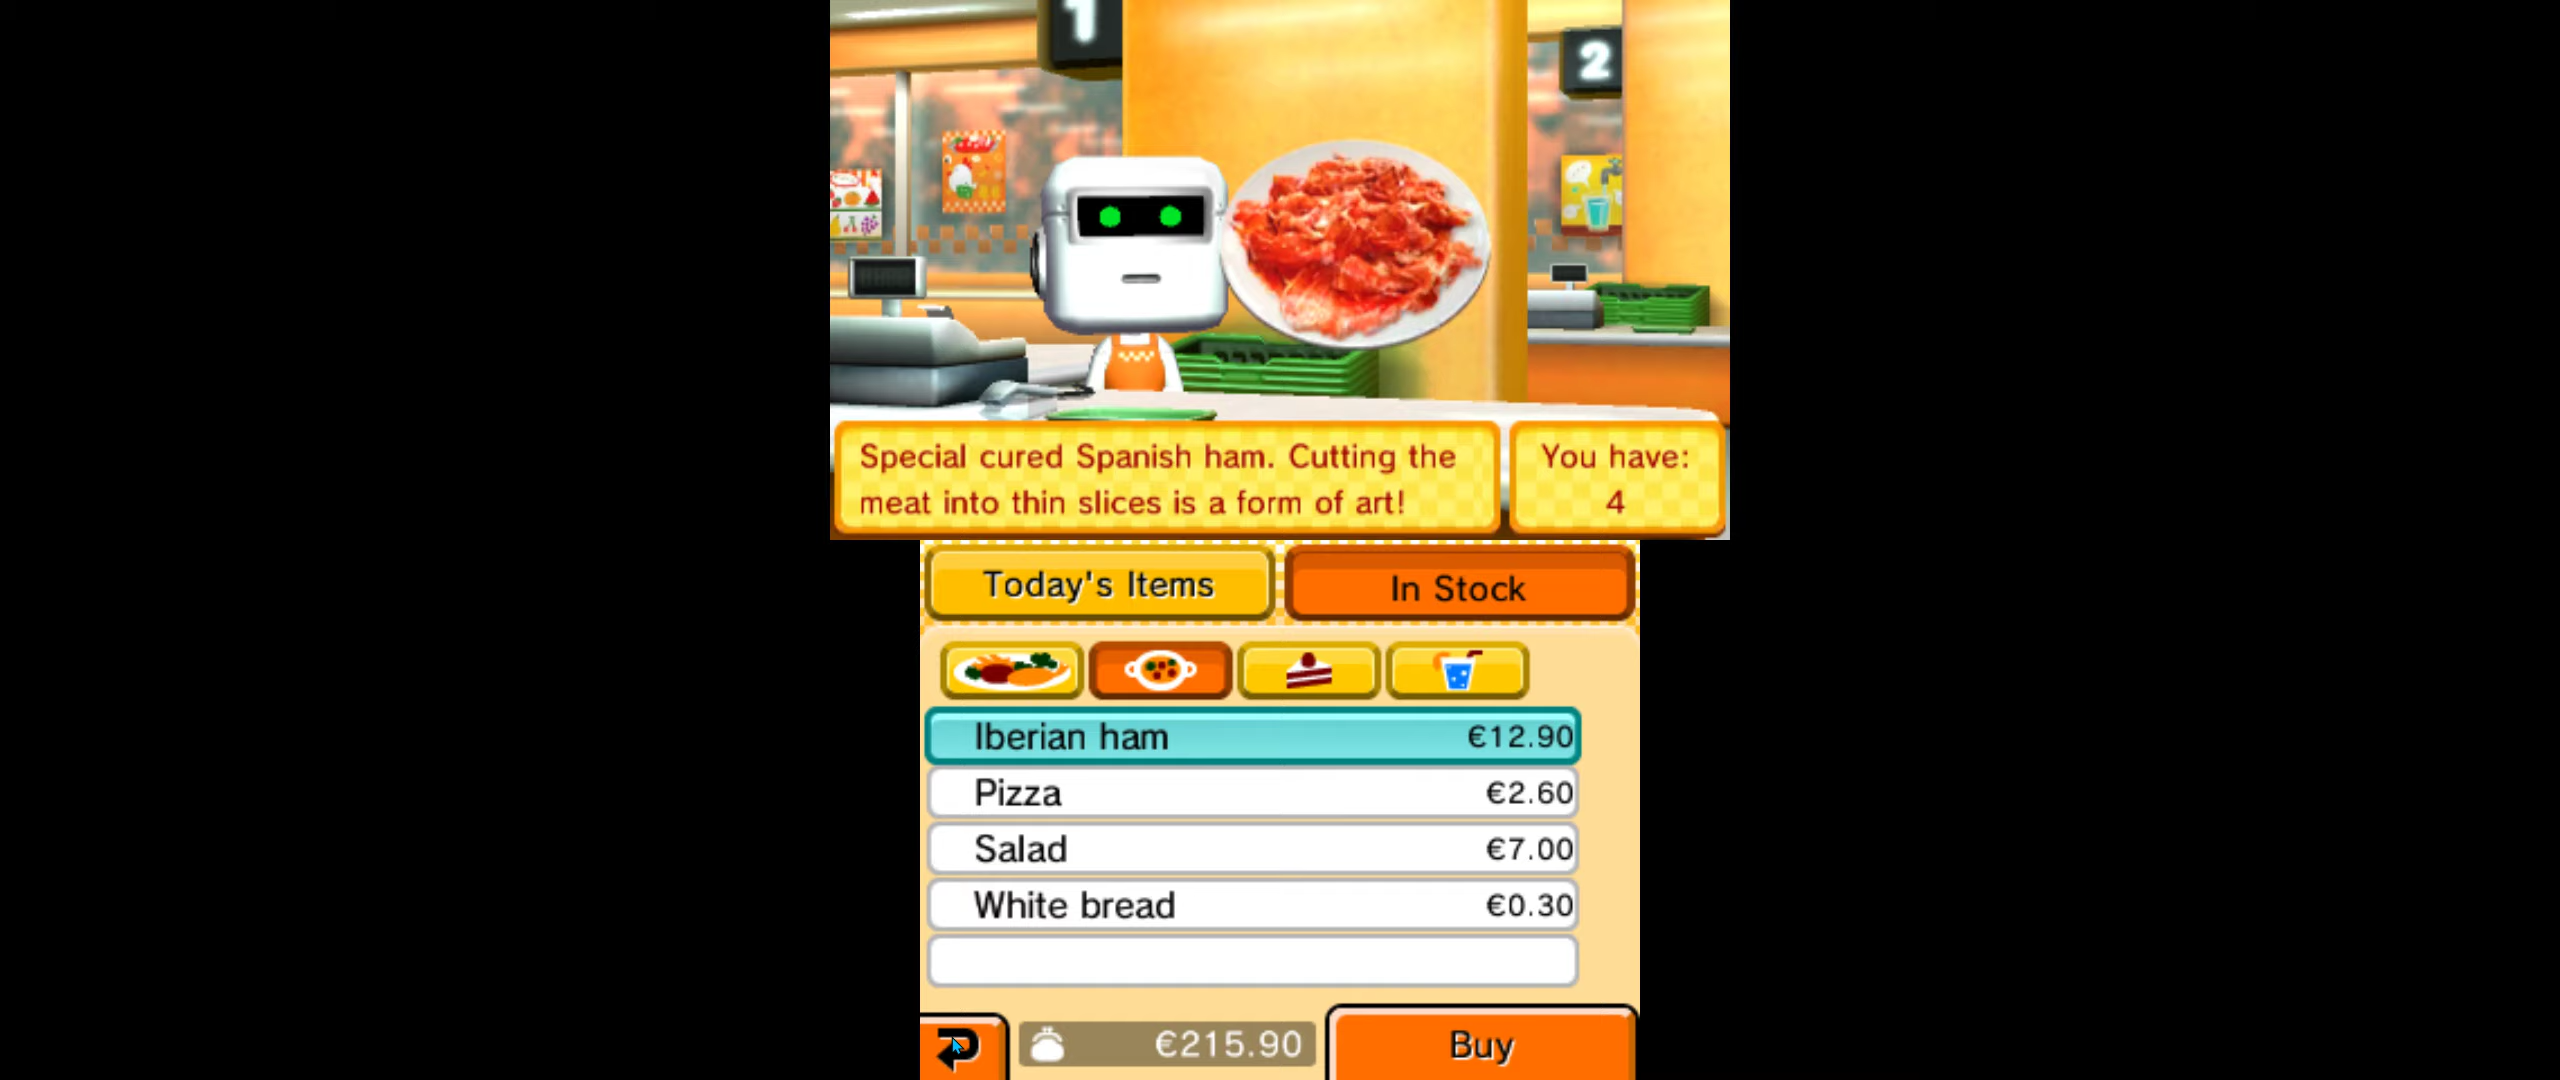 1
2
Special cured Spanish ham. Cutting the
meat into thin slices is a form of art!
You have:
4
Today's Items
In Stock
Iberian ham €12.90
Pizza €2.60
Salad €7.00
White bread €0.30
€215.90
Buy